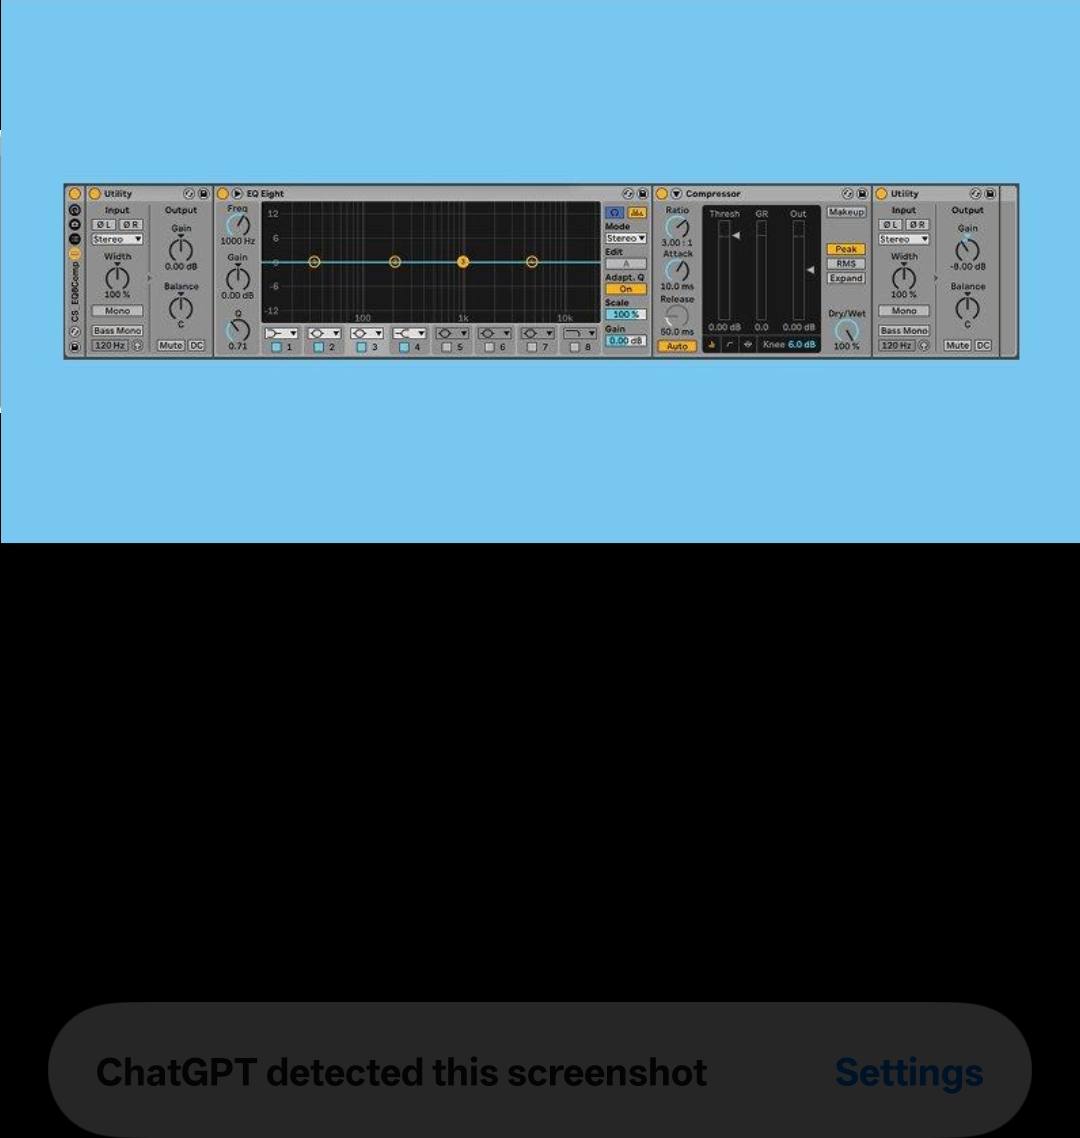 Utility
Input
Ø L Ø R
Stereo
Width
100 %
Mono
Bass Mono
120 Hz
Output
Gain
0.00 dB
Balance
C
Mute DC
CS_EQ8Comp
EQ Eight
Freq
1000 Hz
Gain
0.00 dB
Q
0.71
12
6
0
-6
-12
100 1k 10k
1 2 3 4 5 6 7 8
Mode
Stereo
Edit
A
Adapt. Q
On
Scale
100 %
Gain
0.00 dB
Compressor
Ratio
3.00 : 1
Attack
10.0 ms
Release
50.0 ms
Auto
Thresh GR Out
0.00 dB 0.0 0.00 dB
Knee 6.0 dB
Makeup
Peak
RMS
Expand
Dry/Wet
100 %
Utility
Input
Ø L Ø R
Stereo
Width
100 %
Mono
Bass Mono
120 Hz
Output
Gain
-8.00 dB
Balance
C
Mute DC
ChatGPT detected this screenshot Settings